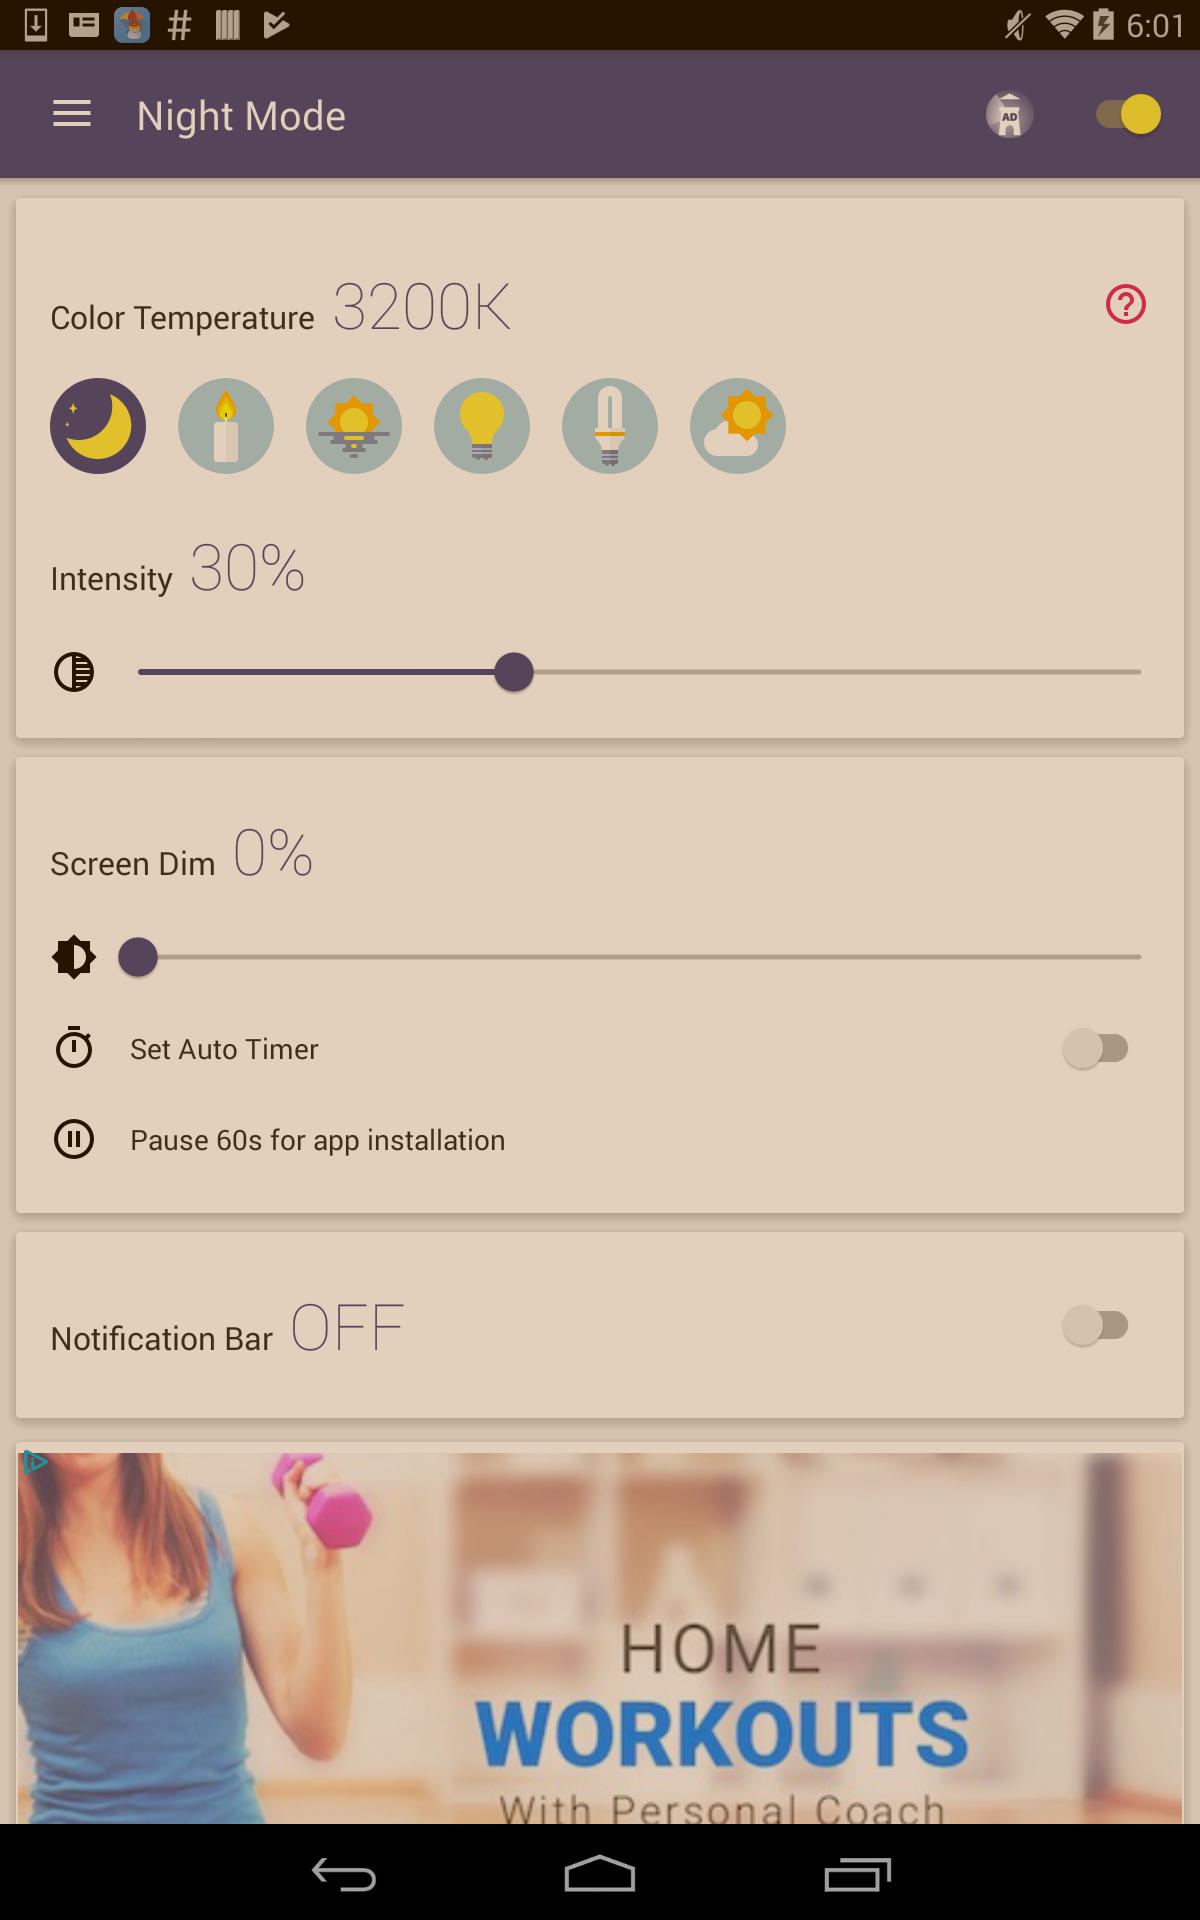 6:01
Night Mode
AD
Color Temperature 3200K
Intensity 30%
Screen Dim 0%
Set Auto Timer
Pause 60s for app installation
Notification Bar OFF
HOME
WORKOUTS
With Personal Coach